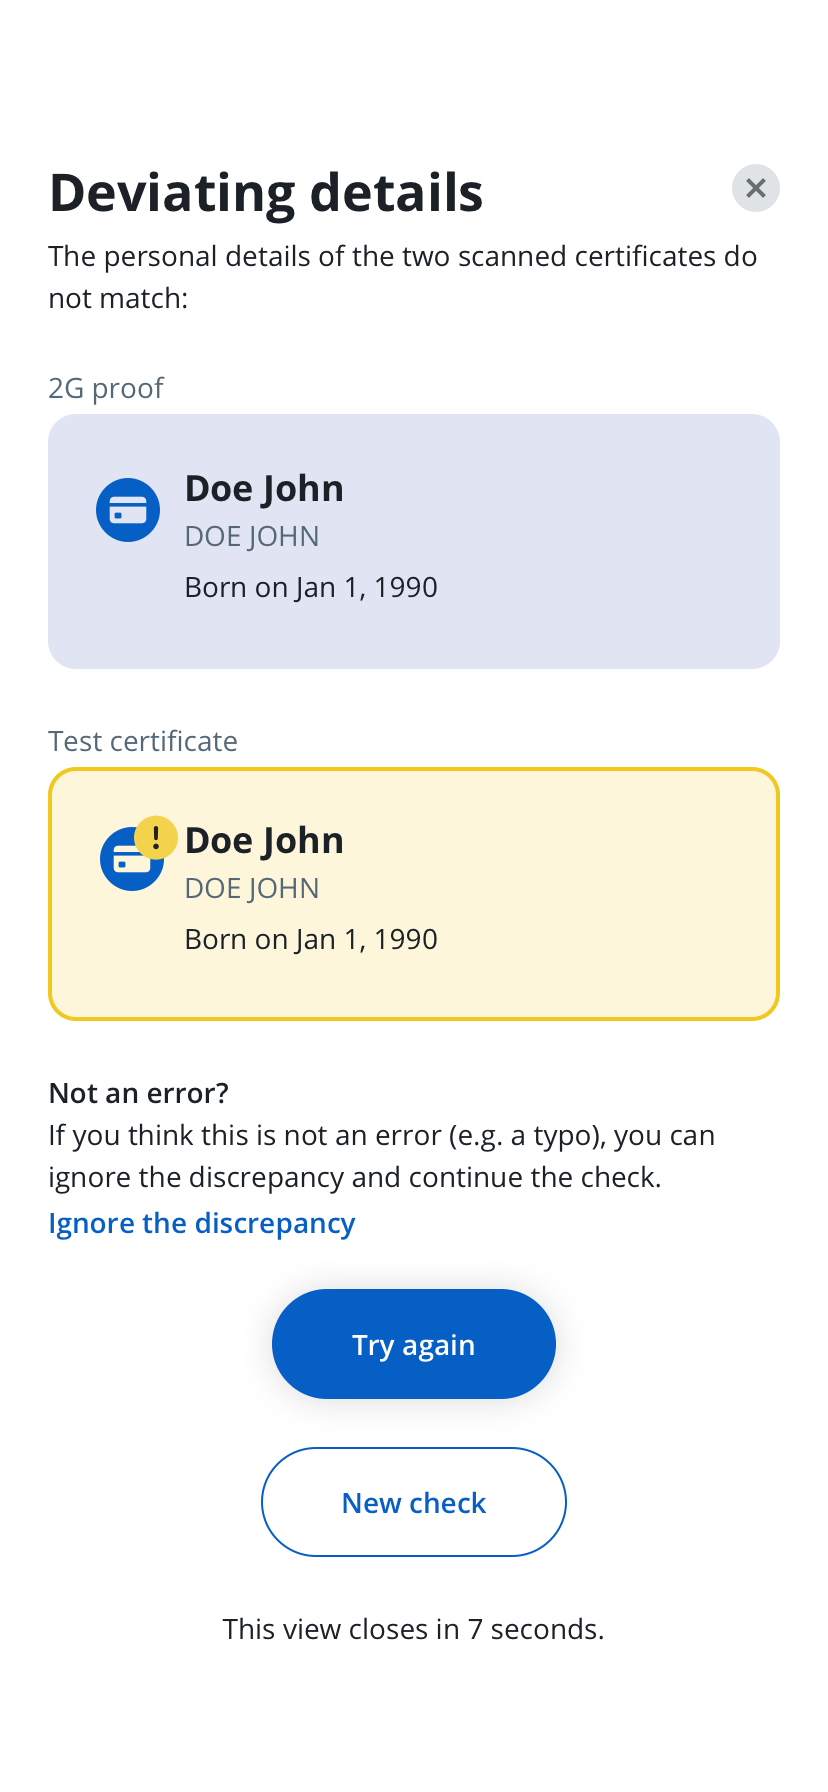 Deviating details
The personal details of the two scanned certificates do
not match:
2G proof
Doe John
DOE JOHN
Born on Jan 1, 1990
Test certificate
!
Doe John
DOE JOHN
Born on Jan 1, 1990
Not an error?
If you think this is not an error (e.g. a typo), you can
ignore the discrepancy and continue the check.
Ignore the discrepancy
Try again
New check
This view closes in 7 seconds.